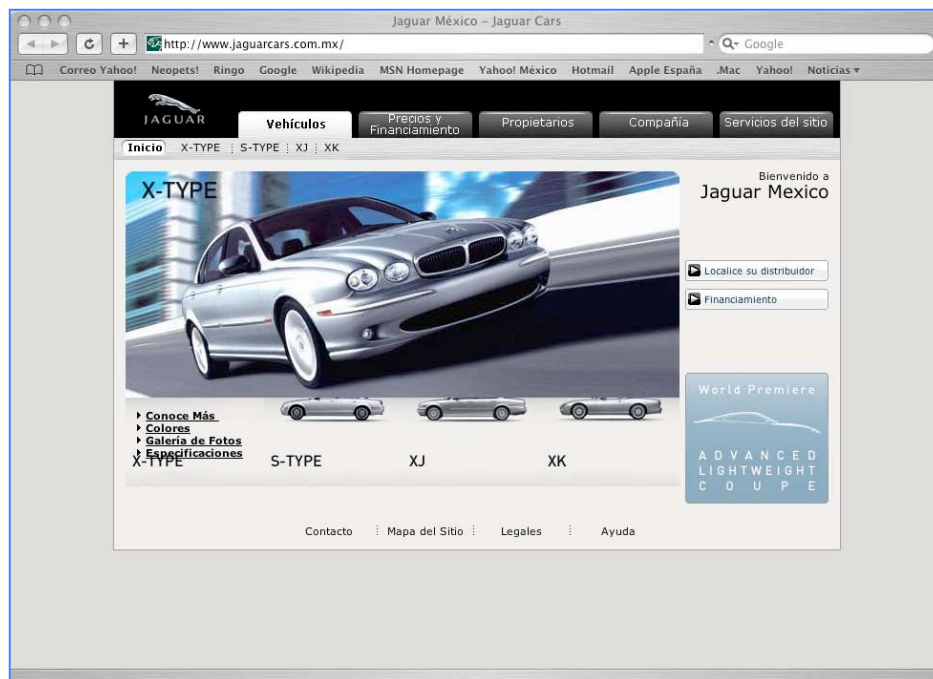 Jaguar México – Jaguar Cars
http://www.jaguarcars.com.mx/
Google
Correo Yahoo! Neopets! Ringo Google Wikipedia MSN Homepage Yahoo! México Hotmail Apple España .Mac Yahoo! Noticias
JAGUAR
Vehículos
Precios y
Financiamiento
Propietarios
Compañía
Servicios del sitio
Inicio X-TYPE S-TYPE XJ XK
X-TYPE
Bienvenido a
Jaguar Mexico
Localice su distribuidor
Financiamiento
World Premiere
ADVANCED
LIGHTWEIGHT
COUPE
Conoce Más
Colores
Galería de Fotos
Especificaciones
X-TYPE S-TYPE XJ XK
Contacto Mapa del Sitio Legales Ayuda